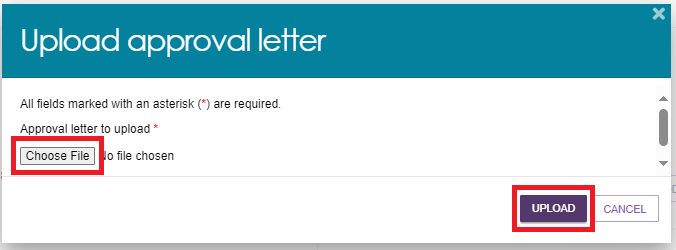 Upload approval letter
All fields marked with an asterisk (*) are required.
Approval letter to upload *
Choose File No file chosen
UPLOAD CANCEL